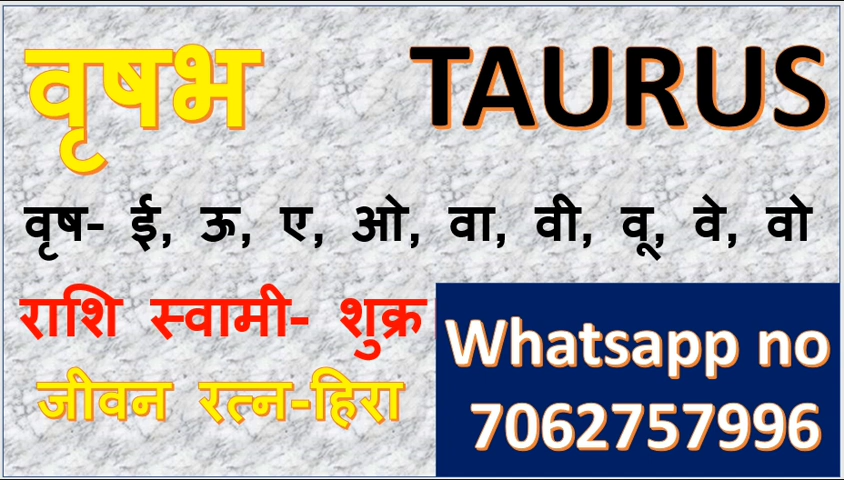 वृषभ TAURUS
वृष- ई, ऊ, ए, ओ, वा, वी, वू, वे, वो
राशि स्वामी- शुक्र
जीवन रत्न-हिरा
Whatsapp no
7062757996